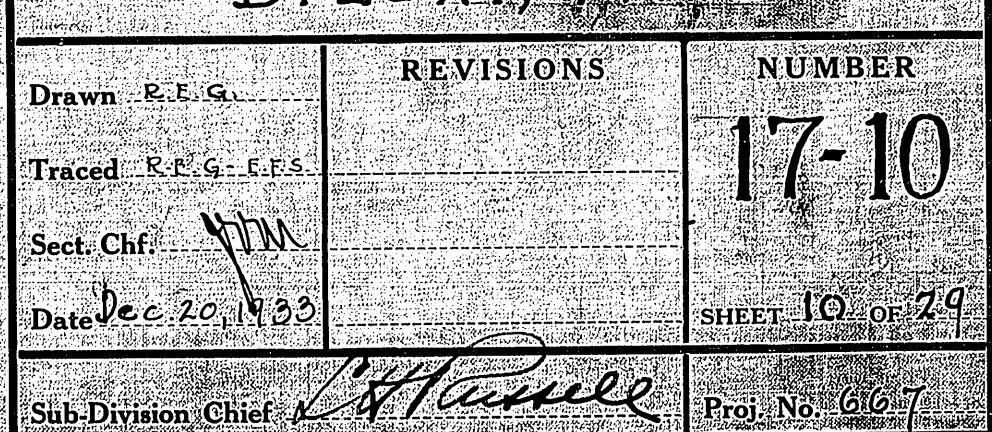 REVISIONS
NUMBER
Drawn R.E.G.
17-10
Traced R.E.G-E.F.S.
Sect. Chf.
Date Dec. 20, 1933
SHEET 10 OF 29
Sub-Division Chief C H Russell
Proj. No. 667